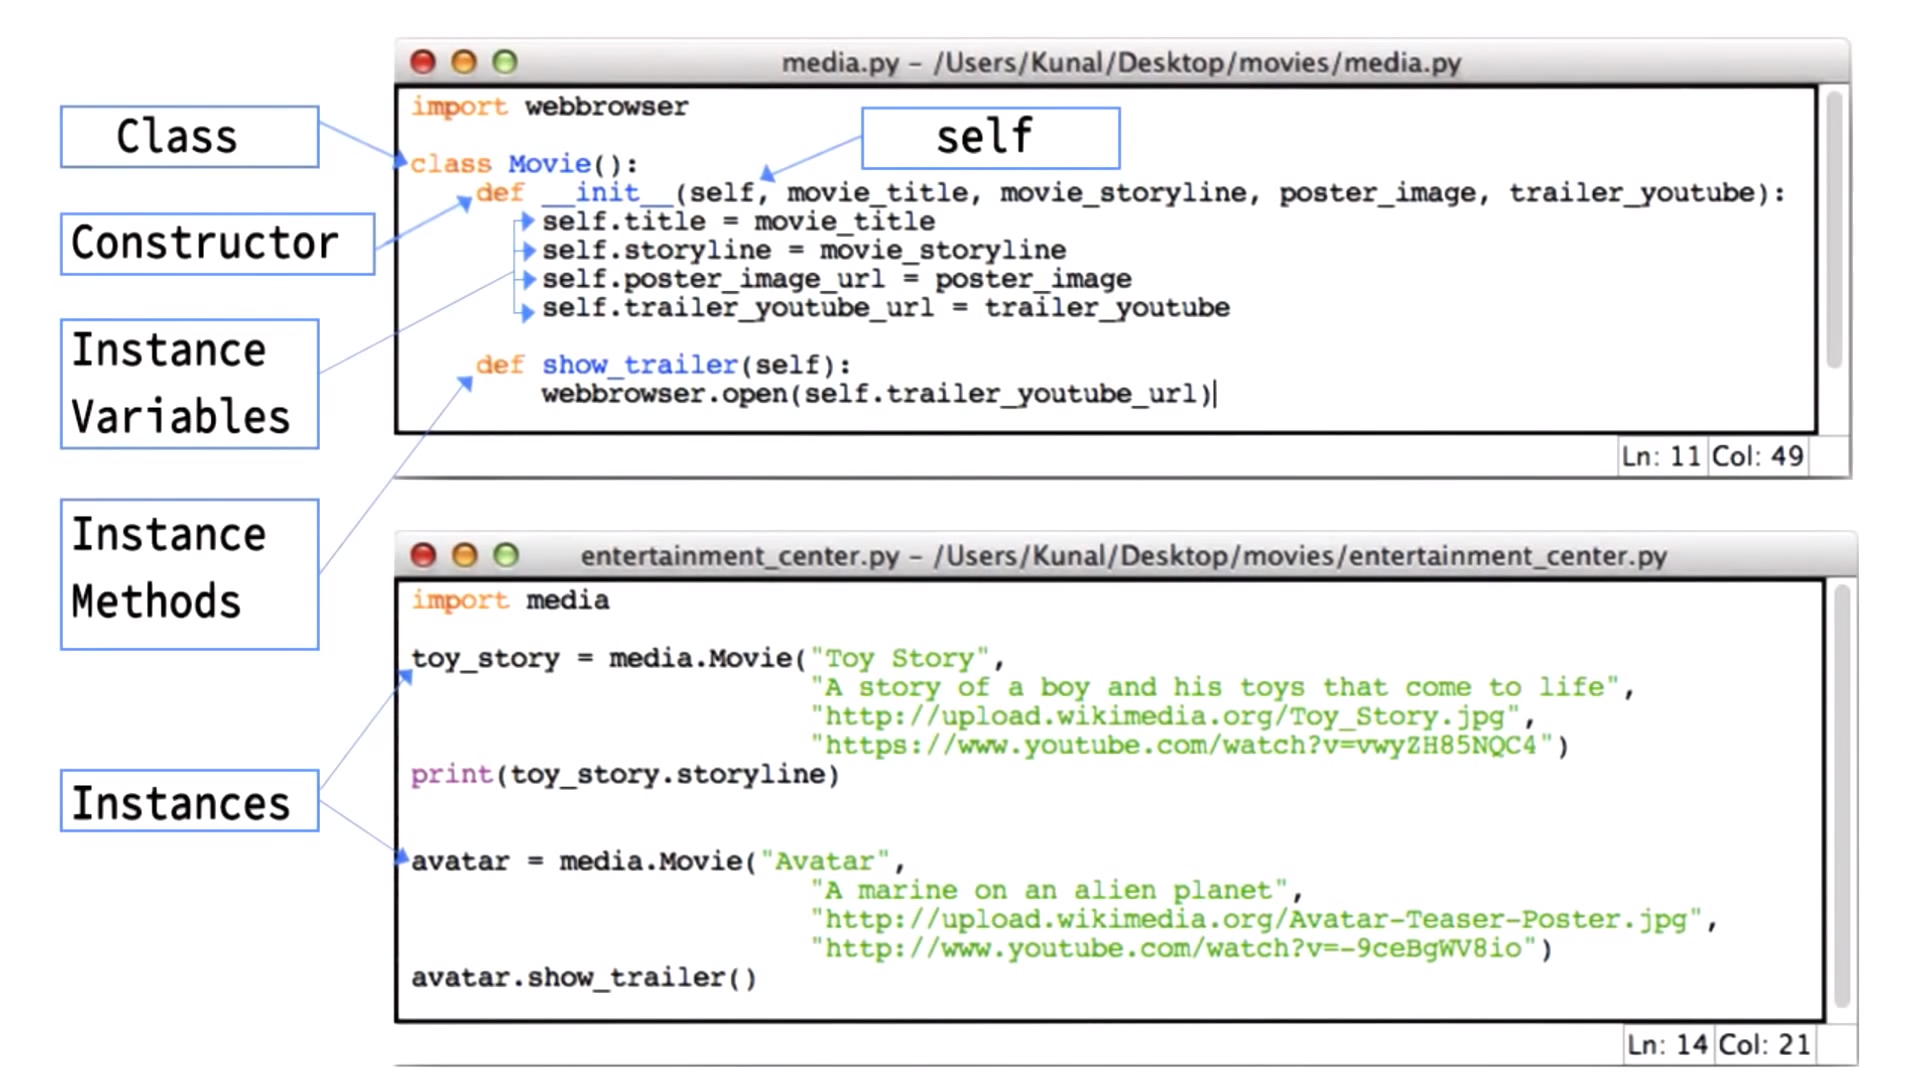 media.py – /Users/Kunal/Desktop/movies/media.py
Class
Constructor
Instance
Variables
Instance
Methods
Instances
self
import webbrowser
class Movie():
    def __init__(self, movie_title, movie_storyline, poster_image, trailer_youtube):
        self.title = movie_title
        self.storyline = movie_storyline
        self.poster_image_url = poster_image
        self.trailer_youtube_url = trailer_youtube
    def show_trailer(self):
        webbrowser.open(self.trailer_youtube_url)
Ln: 11 Col: 49
entertainment_center.py – /Users/Kunal/Desktop/movies/entertainment_center.py
import media
toy_story = media.Movie("Toy Story",
                        "A story of a boy and his toys that come to life",
                        "http://upload.wikimedia.org/Toy_Story.jpg",
                        "https://www.youtube.com/watch?v=vwyZH85NQC4")
print(toy_story.storyline)
avatar = media.Movie("Avatar",
                        "A marine on an alien planet",
                        "http://upload.wikimedia.org/Avatar-Teaser-Poster.jpg",
                        "http://www.youtube.com/watch?v=-9ceBgWV8io")
avatar.show_trailer()
Ln: 14 Col: 21